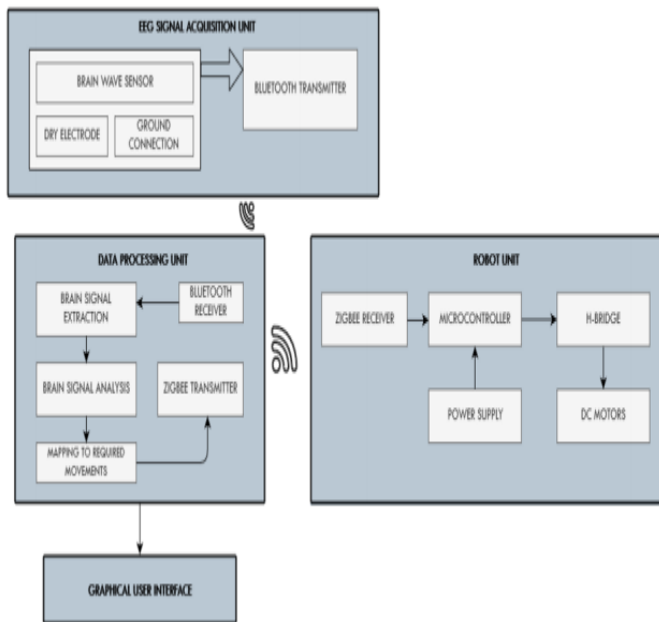 EEG SIGNAL ACQUISITION UNIT
BRAIN WAVE SENSOR
DRY ELECTRODE
GROUND
CONNECTION
BLUETOOTH TRANSMITTER
DATA PROCESSING UNIT
BRAIN SIGNAL
EXTRACTION
BLUETOOTH
RECEIVER
BRAIN SIGNAL ANALYSIS
ZIGBEE TRANSMITTER
MAPPING TO REQUIRED
MOVEMENTS
ROBOT UNIT
ZIGBEE RECEIVER
MICROCONTROLLER
H-BRIDGE
POWER SUPPLY
DC MOTORS
GRAPHICAL USER INTERFACE